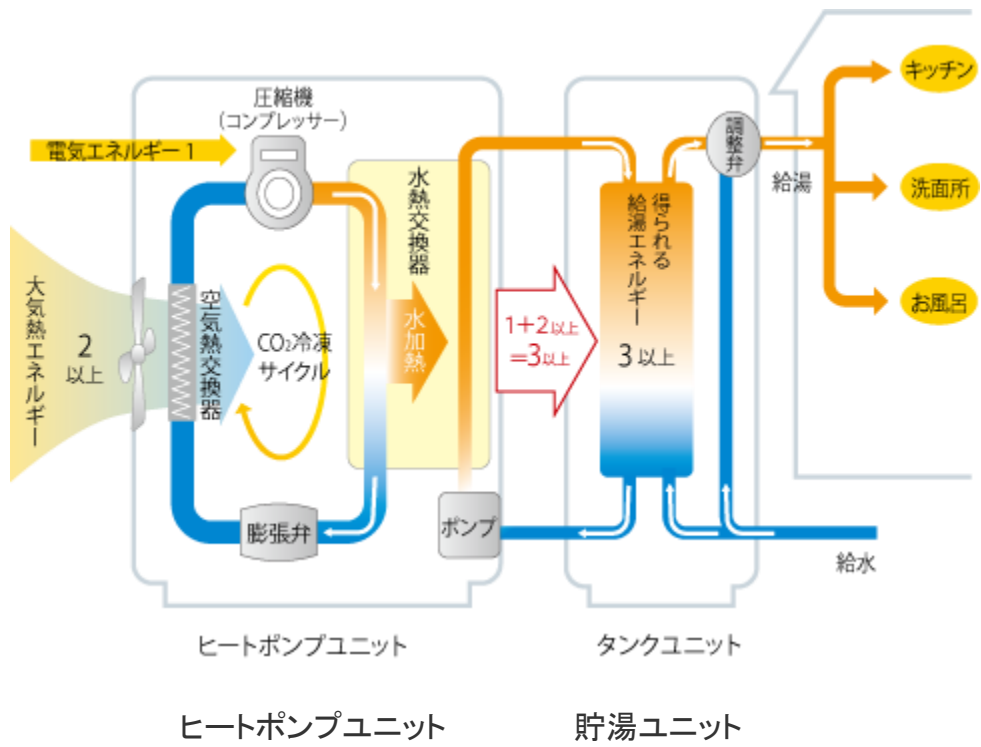 圧縮機
(コンプレッサー)
電気エネルギー1
大気熱エネルギー
2
以上
空気熱交換器
CO₂冷凍
サイクル
水熱交換器
水加熱
膨張弁
ポンプ
1+2以上
=3以上
得られる
給湯エネルギー
3以上
調整弁
給湯
キッチン
洗面所
お風呂
給水
ヒートポンプユニット
タンクユニット
ヒートポンプユニット
貯湯ユニット